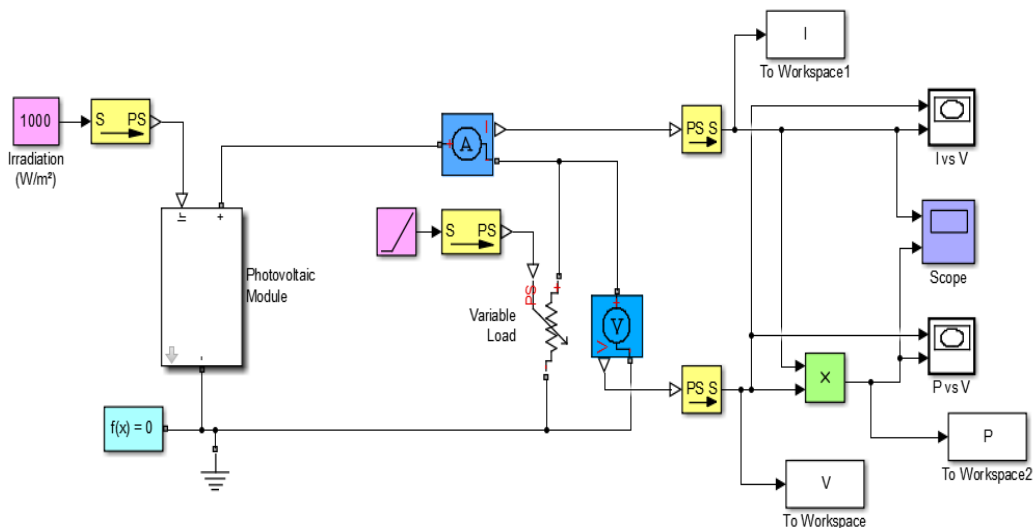 I
To Workspace1
1000
S PS
Irradiation
(W/m²)
A
I
PS S
I vs V
Irr
+
+
-
Photovoltaic
Module
S PS
Scope
PS
+
Variable
Load
-
+
V
V
-
PS S
×
P vs V
f(x) = 0
P
To Workspace2
V
To Workspace